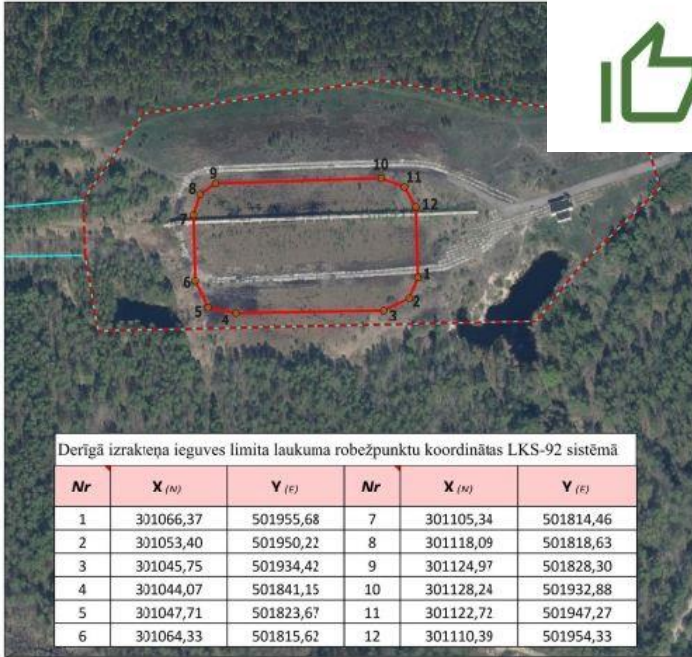 10
9
11
8
12
7
1
6
2
5
3
4
Derīgā izrakteņa ieguves limita laukuma robežpunktu koordinātas LKS-92 sistēmā
Nr X (N) Y (E) Nr X (N) Y (E)
1 301066,37 501955,68 7 301105,34 501814,46
2 301053,40 501950,22 8 301118,09 501818,63
3 301045,75 501934,42 9 301124,97 501828,30
4 301044,07 501841,15 10 301128,24 501932,88
5 301047,71 501823,67 11 301122,72 501947,27
6 301064,33 501815,62 12 301110,39 501954,33